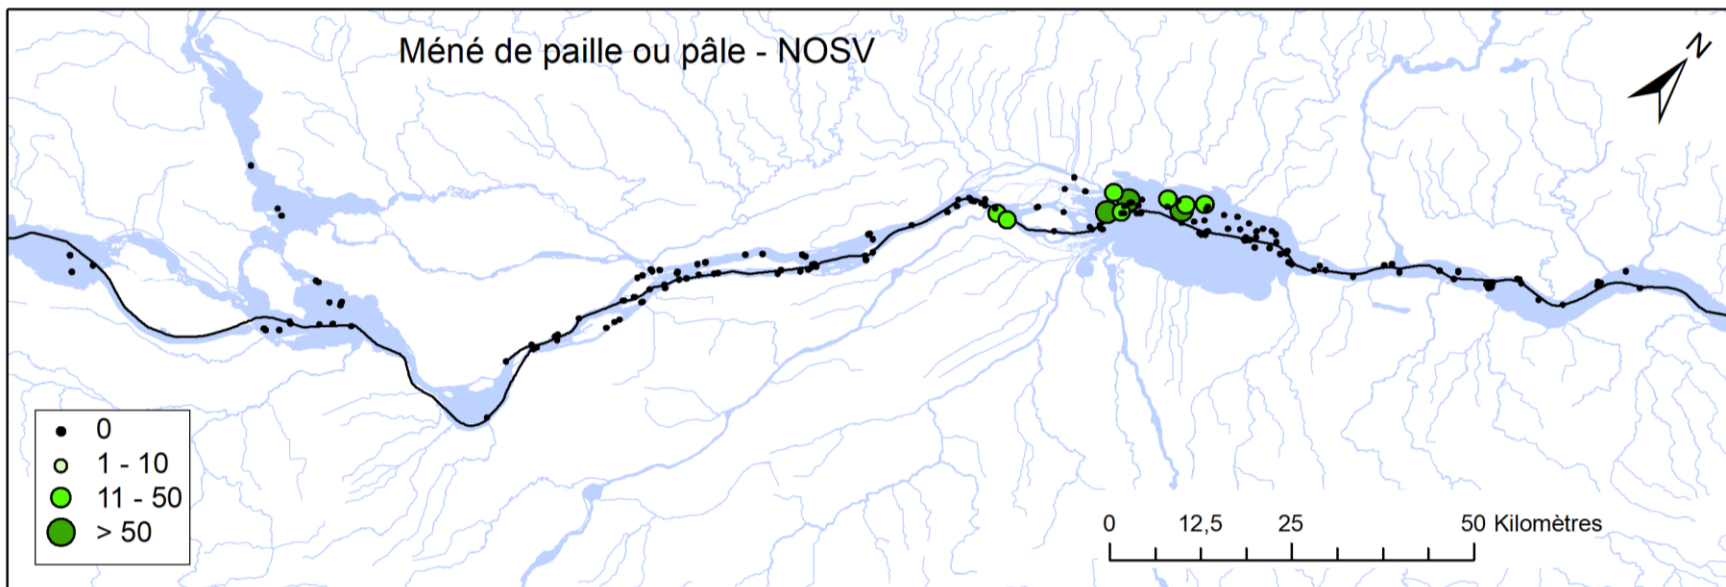 Méné de paille ou pâle - NOSV
N
0
1 - 10
11 - 50
> 50
0 12,5 25 50 Kilomètres